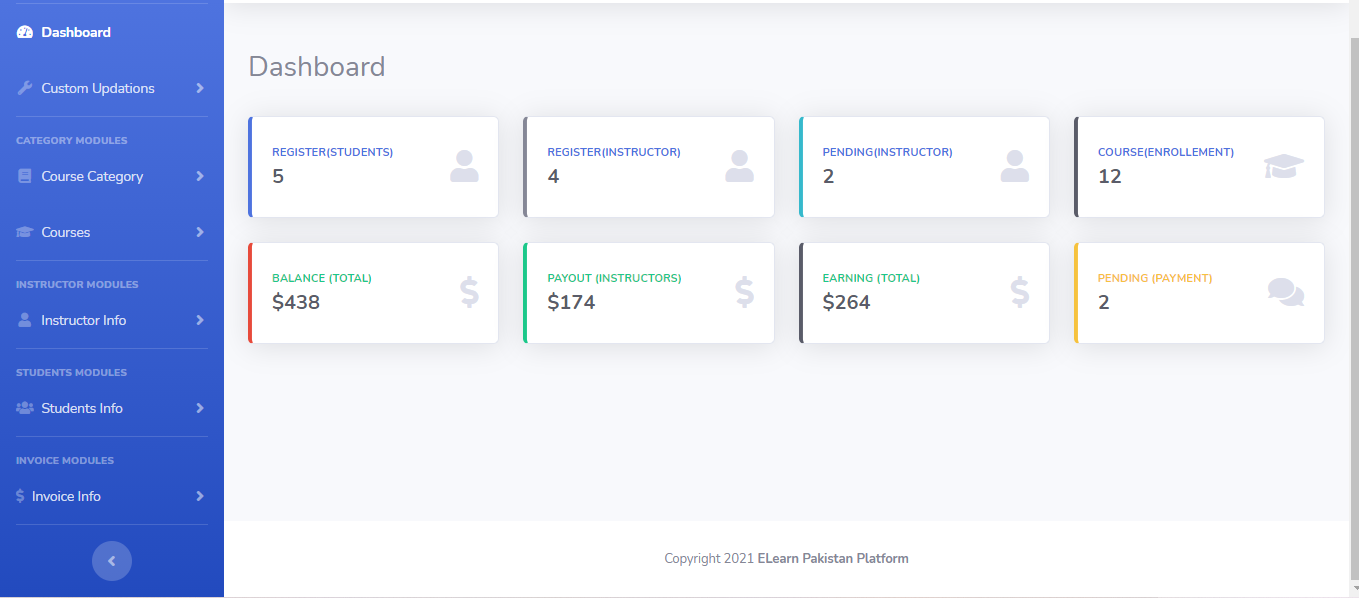 Dashboard
Custom Updations
CATEGORY MODULES
Course Category
Courses
INSTRUCTOR MODULES
Instructor Info
STUDENTS MODULES
Students Info
INVOICE MODULES
$ Invoice Info
Dashboard
REGISTER(STUDENTS)
5
REGISTER(INSTRUCTOR)
4
PENDING(INSTRUCTOR)
2
COURSE(ENROLLEMENT)
12
BALANCE (TOTAL)
$438
$
PAYOUT (INSTRUCTORS)
$174
$
EARNING (TOTAL)
$264
$
PENDING (PAYMENT)
2
Copyright 2021 ELearn Pakistan Platform